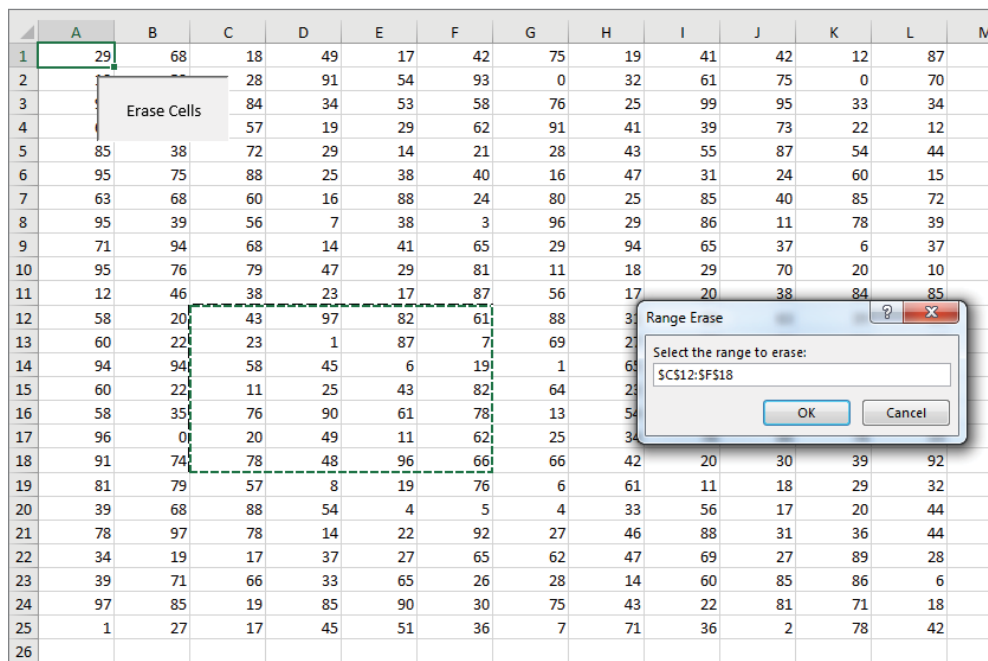 A B C D E F G H I J K L M
1 29 68 18 49 17 42 75 19 41 42 12 87
2 28 91 54 93 0 32 61 75 0 70
3 84 34 53 58 76 25 99 95 33 34
Erase Cells
4 57 19 29 62 91 41 39 73 22 12
5 85 38 72 29 14 21 28 43 55 87 54 44
6 95 75 88 25 38 40 16 47 31 24 60 15
7 63 68 60 16 88 24 80 25 85 40 85 72
8 95 39 56 7 38 3 96 29 86 11 78 39
9 71 94 68 14 41 65 29 94 65 37 6 37
10 95 76 79 47 29 81 11 18 29 70 20 10
11 12 46 38 23 17 87 56 17 20 38 84 85
12 58 20 43 97 82 61 88
13 60 22 23 1 87 7 69
14 94 94 58 45 6 19 1
15 60 22 11 25 43 82 64
16 58 35 76 90 61 78 13
17 96 0 20 49 11 62 25
18 91 74 78 48 96 66 66 42 20 30 39 92
19 81 79 57 8 19 76 6 61 11 18 29 32
20 39 68 88 54 4 5 4 33 56 17 20 44
21 78 97 78 14 22 92 27 46 88 31 36 44
22 34 19 17 37 27 65 62 47 69 27 89 28
23 39 71 66 33 65 26 28 14 60 85 86 6
24 97 85 19 85 90 30 75 43 22 81 71 18
25 1 27 17 45 51 36 7 71 36 2 78 42
26
Range Erase ? X
Select the range to erase:
$C$12:$F$18
OK Cancel